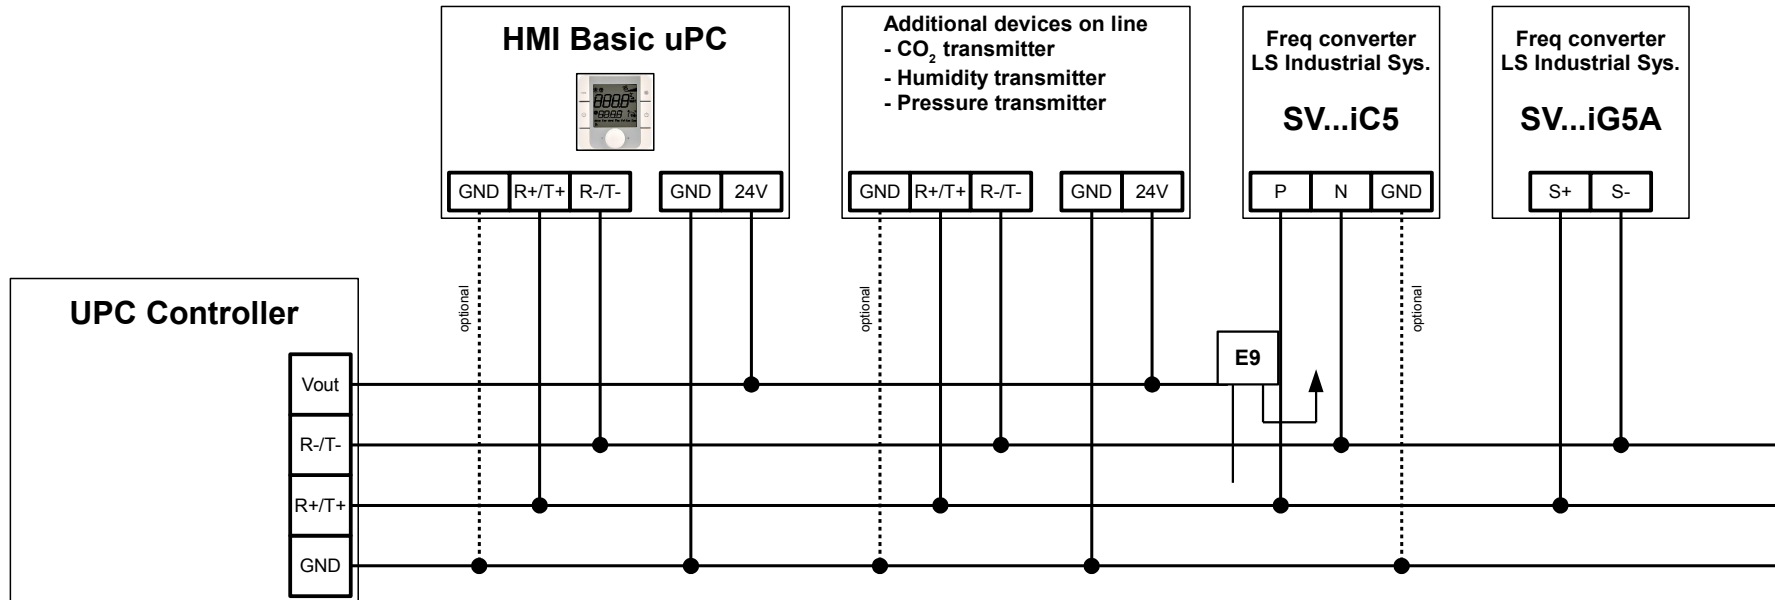 HMI Basic uPC
GND R+/T+ R-/T- GND 24V
optional
Additional devices on line
- CO2 transmitter
- Humidity transmitter
- Pressure transmitter
GND R+/T+ R-/T- GND 24V
optional
Freq converter
LS Industrial Sys.
SV...iC5
P N GND
optional
Freq converter
LS Industrial Sys.
SV...iG5A
S+ S-
UPC Controller
Vout
R-/T-
R+/T+
GND
E9